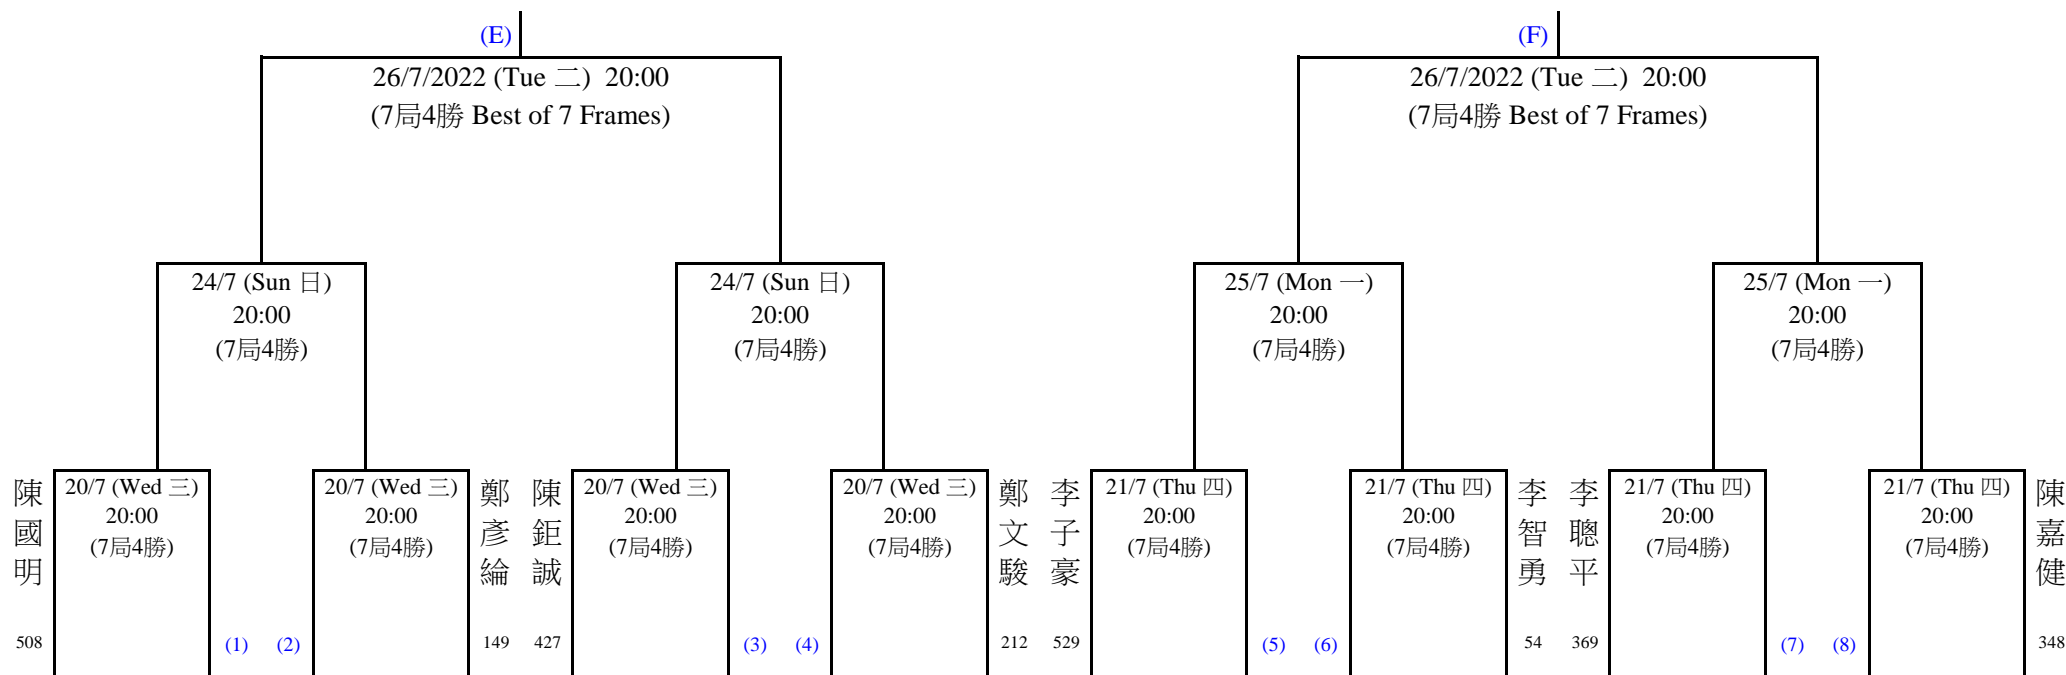 (E)
(F)
26/7/2022 (Tue 二) 20:00
(7局4勝 Best of 7 Frames)
26/7/2022 (Tue 二) 20:00
(7局4勝 Best of 7 Frames)
24/7 (Sun 日)
20:00
(7局4勝)
24/7 (Sun 日)
20:00
(7局4勝)
25/7 (Mon 一)
20:00
(7局4勝)
25/7 (Mon 一)
20:00
(7局4勝)
陳國明
508
20/7 (Wed 三)
20:00
(7局4勝)
(1)
(2)
20/7 (Wed 三)
20:00
(7局4勝)
鄭彥綸
149
陳鉅誠
427
20/7 (Wed 三)
20:00
(7局4勝)
(3)
(4)
20/7 (Wed 三)
20:00
(7局4勝)
鄭文駿
212
李子豪
529
21/7 (Thu 四)
20:00
(7局4勝)
(5)
(6)
21/7 (Thu 四)
20:00
(7局4勝)
李智勇
54
李聰平
369
21/7 (Thu 四)
20:00
(7局4勝)
(7)
(8)
21/7 (Thu 四)
20:00
(7局4勝)
陳嘉健
348